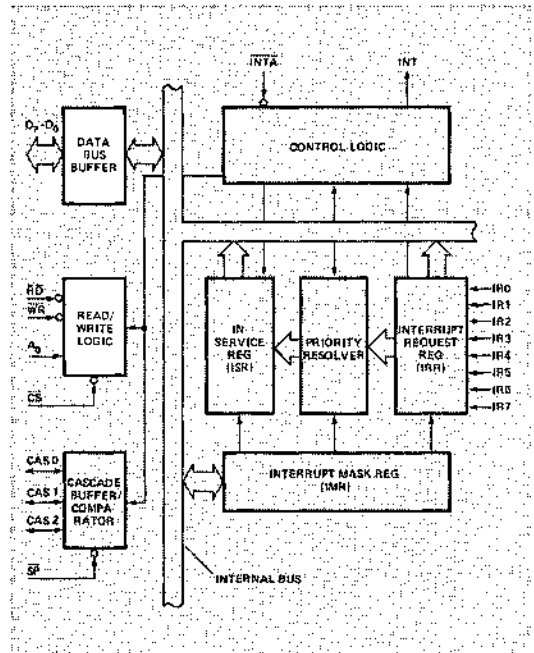 INTA
INT
D7-D0
DATA
BUS
BUFFER
CONTROL LOGIC
RD
WR
A0
CS
READ/
WRITE
LOGIC
IN
SERVICE
REG
(ISR)
PRIORITY
RESOLVER
INTERRUPT
REQUEST
REG
(IRR)
IR0
IR1
IR2
IR3
IR4
IR5
IR6
IR7
CAS 0
CAS 1
CAS 2
CASCADE
BUFFER/
COMPA
RATOR
INTERRUPT MASK REG
(IMR)
SP
INTERNAL BUS